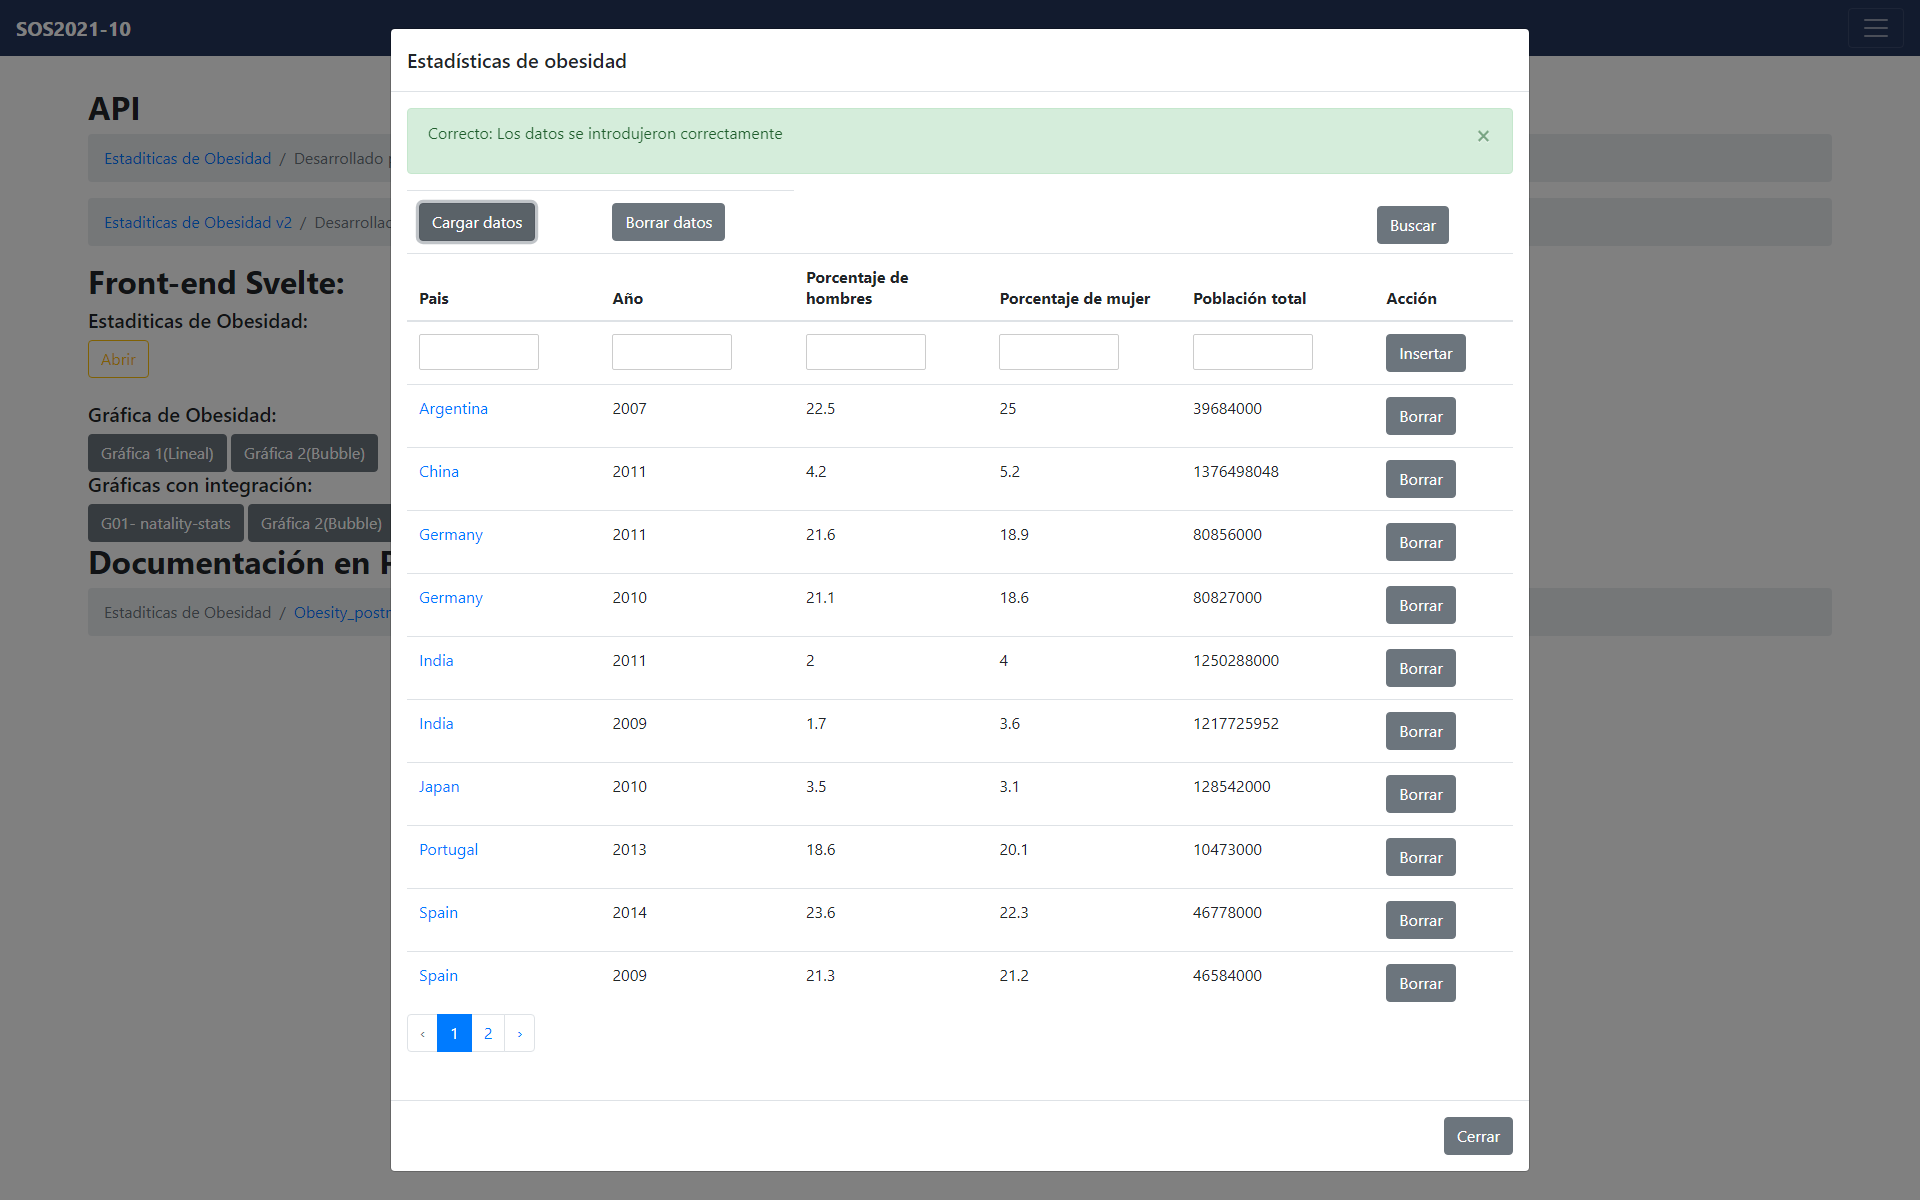 SOS2021-10
Estadísticas de obesidad
Correcto: Los datos se introdujeron correctamente ×
Cargar datos Borrar datos Buscar
Pais Año Porcentaje de hombres Porcentaje de mujer Población total Acción
Insertar
Argentina 2007 22.5 25 39684000 Borrar
China 2011 4.2 5.2 1376498048 Borrar
Germany 2011 21.6 18.9 80856000 Borrar
Germany 2010 21.1 18.6 80827000 Borrar
India 2011 2 4 1250288000 Borrar
India 2009 1.7 3.6 1217725952 Borrar
Japan 2010 3.5 3.1 128542000 Borrar
Portugal 2013 18.6 20.1 10473000 Borrar
Spain 2014 23.6 22.3 46778000 Borrar
Spain 2009 21.3 21.2 46584000 Borrar
‹ 1 2 ›
Cerrar
API
Estaditicas de Obesidad / Desarrollado
Estaditicas de Obesidad v2 / Desarrollad
Front-end Svelte:
Estaditicas de Obesidad:
Abrir
Gráfica de Obesidad:
Gráfica 1(Lineal) Gráfica 2(Bubble)
Gráficas con integración:
G01- natality-stats Gráfica 2(Bubble)
Documentación en
Estaditicas de Obesidad / Obesity_post